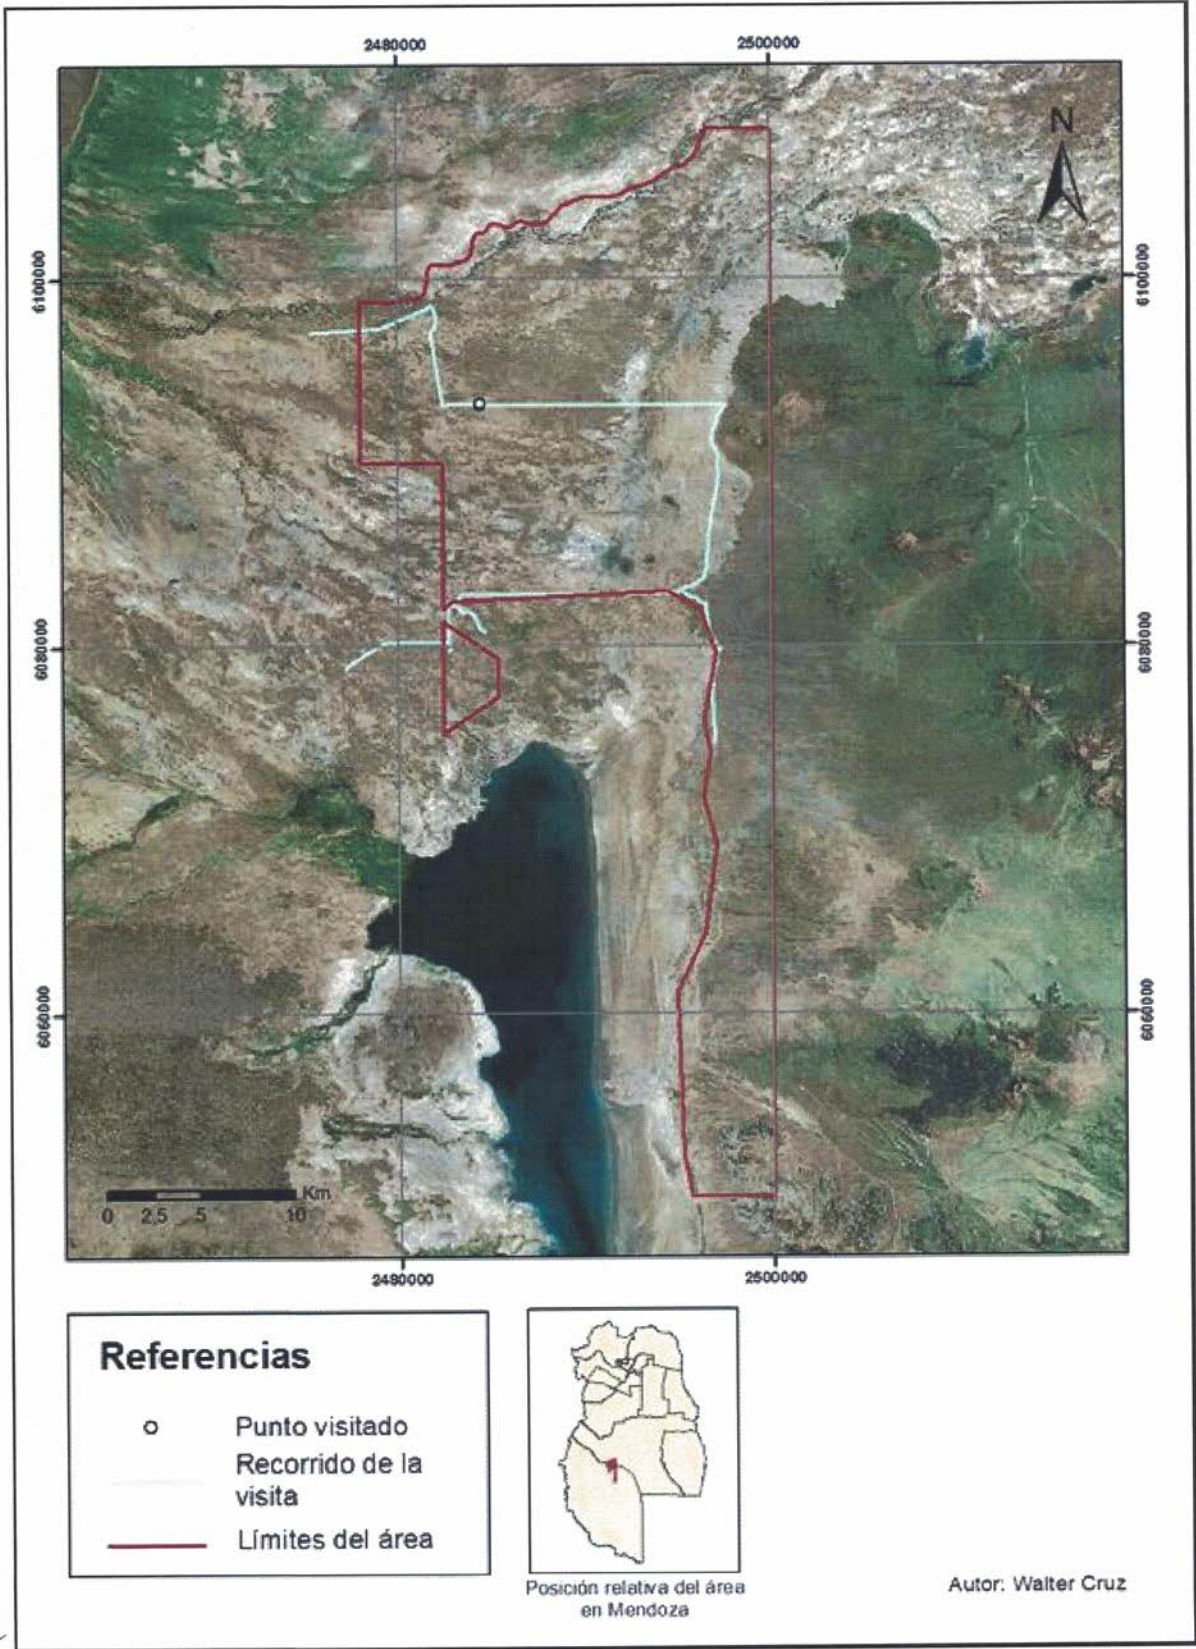 2480000 2500000
N
6100000 6100000
6080000 6080000
6060000 6060000
Km
0 2,5 5 10
2480000 2500000
Referencias
Punto visitado
Recorrido de la
visita
Límites del área
Posición relativa del área
en Mendoza
Autor: Walter Cruz